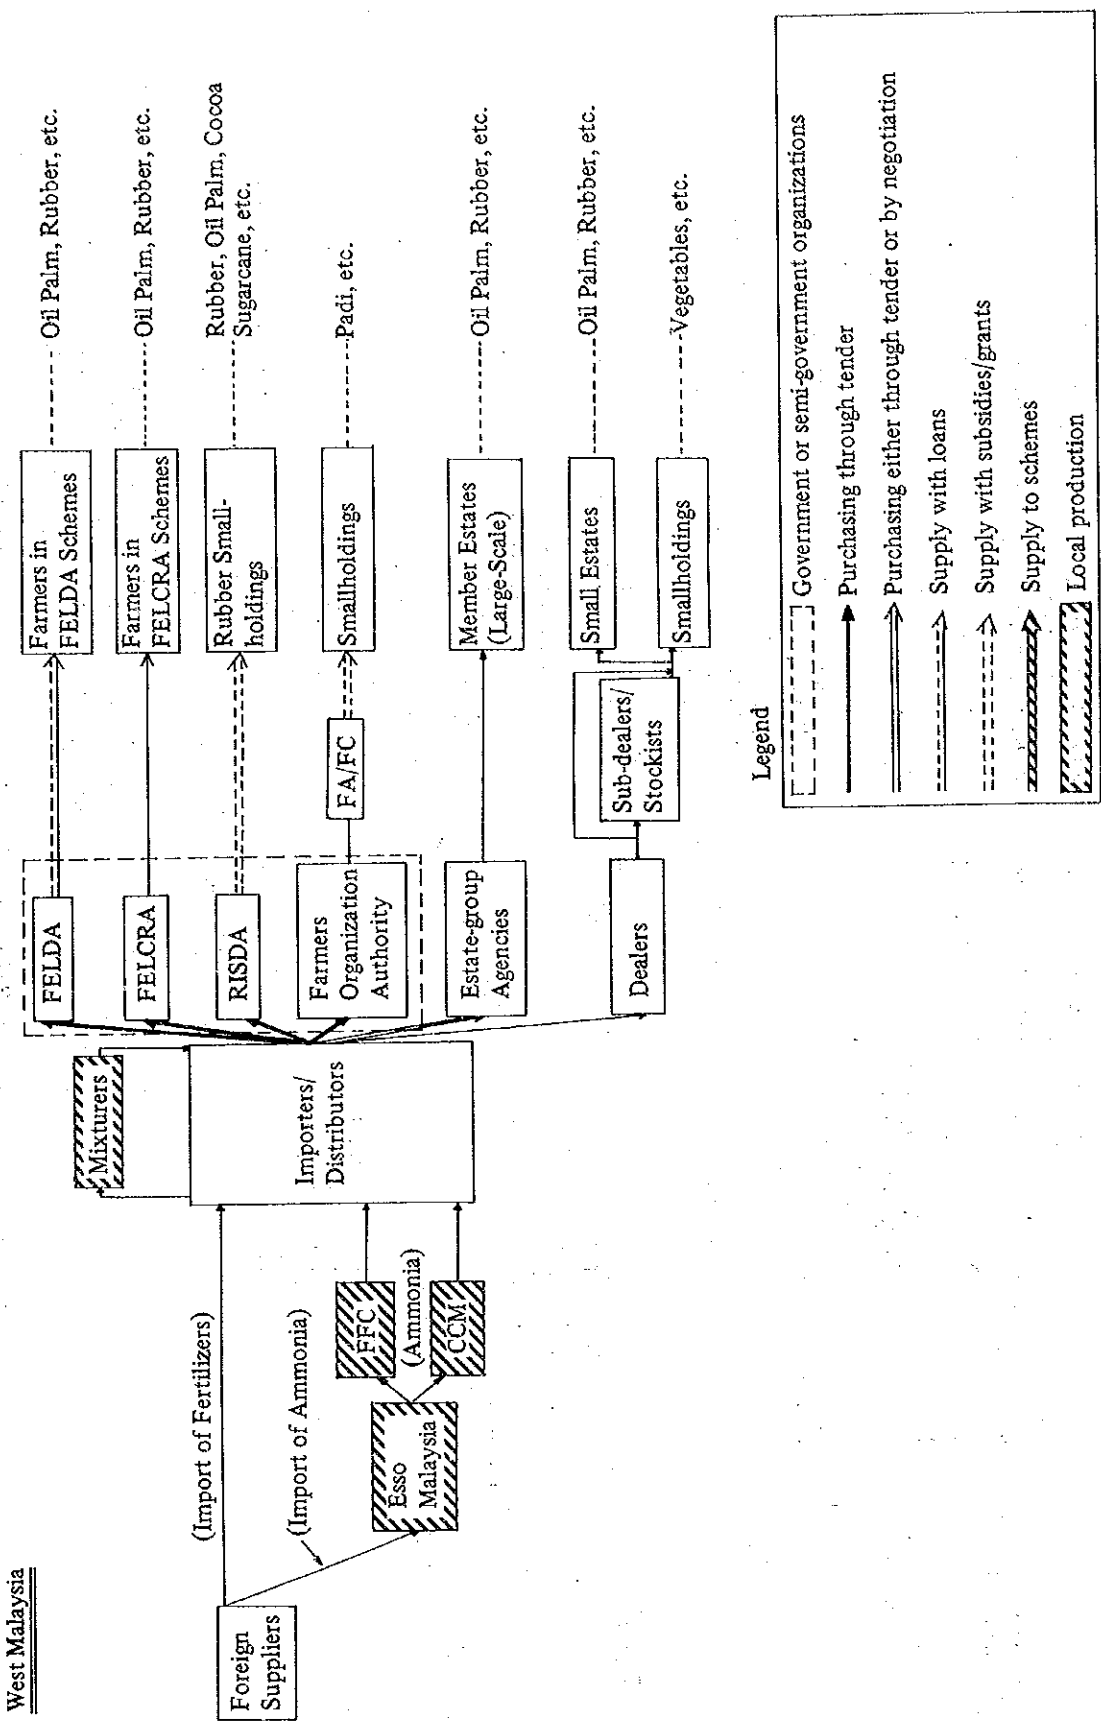 West Malaysia
Foreign
Suppliers
(Import of Fertilizers)
(Import of Ammonia)
Esso
Malaysia
FFC
(Ammonia)
CCM
Mixturers
Importers/
Distributors
FELDA
FELCRA
RISDA
Farmers
Organization
Authority
Estate-group
Agencies
Dealers
FA/FC
Sub-dealers/
Stockists
Farmers in
FELDA Schemes
Farmers in
FELCRA Schemes
Rubber Small-
holdings
Smallholdings
Member Estates
(Large-Scale)
Small Estates
Smallholdings
Oil Palm, Rubber, etc.
Oil Palm, Rubber, etc.
Rubber, Oil Palm, Cocoa
Sugarcane, etc.
Padi, etc.
Oil Palm, Rubber, etc.
Oil Palm, Rubber, etc.
Vegetables, etc.
Legend
Government or semi-government organizations
Purchasing through tender
Purchasing either through tender or by negotiation
Supply with loans
Supply with subsidies/grants
Supply to schemes
Local production